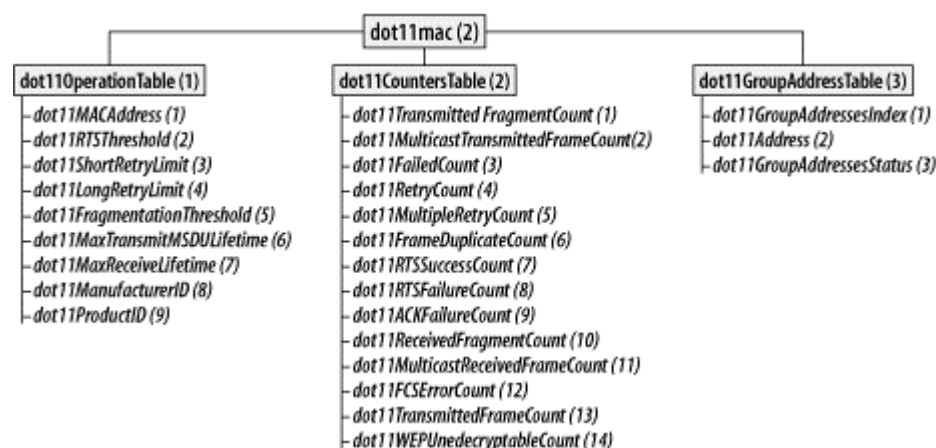 dot11mac (2)
dot11OperationTable (1)
dot11MACAddress (1)
dot11RTSThreshold (2)
dot11ShortRetryLimit (3)
dot11LongRetryLimit (4)
dot11FragmentationThreshold (5)
dot11MaxTransmitMSDULifetime (6)
dot11MaxReceiveLifetime (7)
dot11ManufacturerID (8)
dot11ProductID (9)
dot11CountersTable (2)
dot11Transmitted FragmentCount (1)
dot11MulticastTransmittedFrameCount(2)
dot11FailedCount (3)
dot11RetryCount (4)
dot11MultipleRetryCount (5)
dot11FrameDuplicateCount (6)
dot11RTSSuccessCount (7)
dot11RTSFailureCount (8)
dot11ACKFailureCount (9)
dot11ReceivedFragmentCount (10)
dot11MulticastReceivedFrameCount (11)
dot11FCSErrorCount (12)
dot11TransmittedFrameCount (13)
dot11WEPUnedecryptableCount (14)
dot11GroupAddressTable (3)
dot11GroupAddressesIndex (1)
dot11Address (2)
dot11GroupAddressesStatus (3)